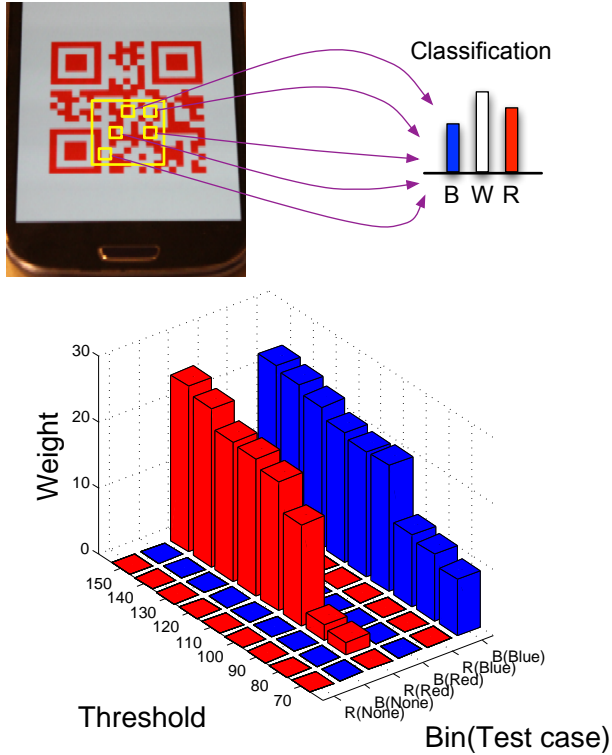 Classification
B W R
30
20
10
0
Weight
150
140
130
120
110
100
90
80
70
Threshold
R(None)
B(None)
R(Red)
B(Red)
R(Blue)
B(Blue)
Bin(Test case)